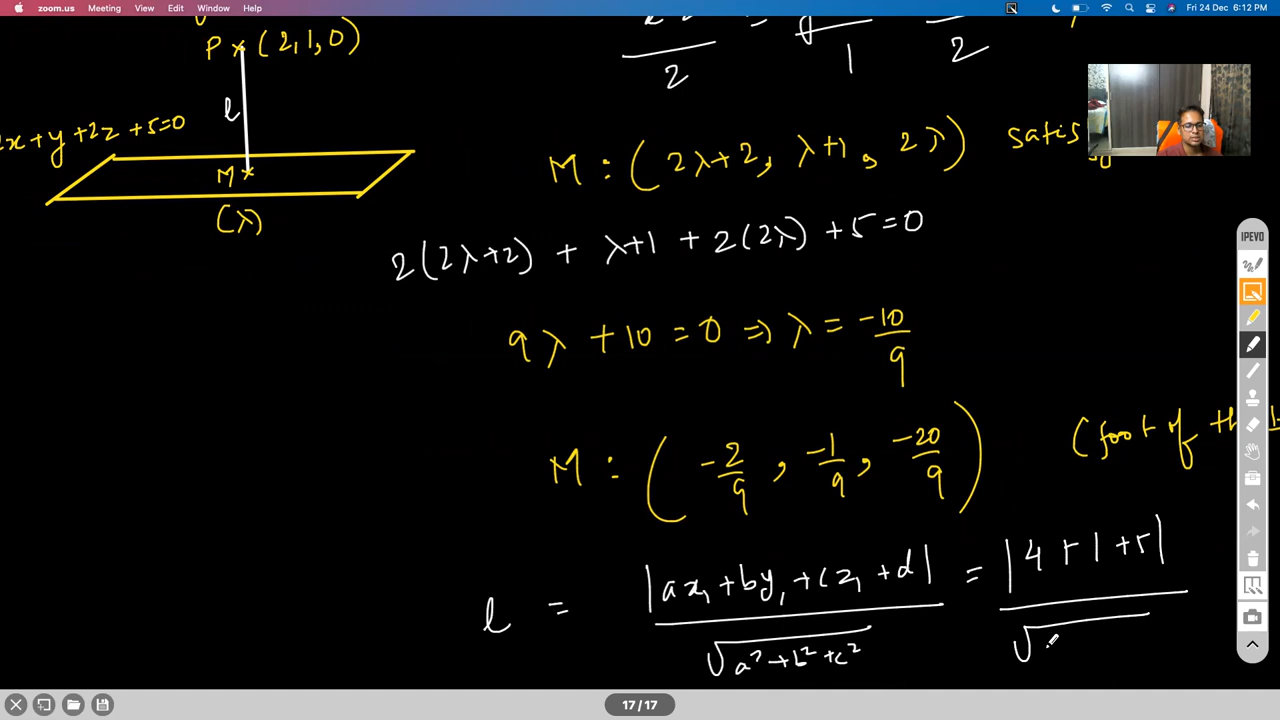 zoom.us Meeting View Edit Window Help Fri 24 Dec 6:12 PM
P (2,1,0)
l
2
1
2
x + y + 2z + 5 = 0
M
(λ)
M : (2λ+2, λ+1, 2λ) satis
2(2λ+2) + λ+1 + 2(2λ) + 5 = 0
9λ + 10 = 0 ⇒ λ = -10/9
M : (-2/9, -1/9, -20/9) (foot of th
l = |ax₁ + by₁ + cz₁ + d| / √(a² + b² + c²) = |4 + 1 + 5| / √
IPEVO
17/17